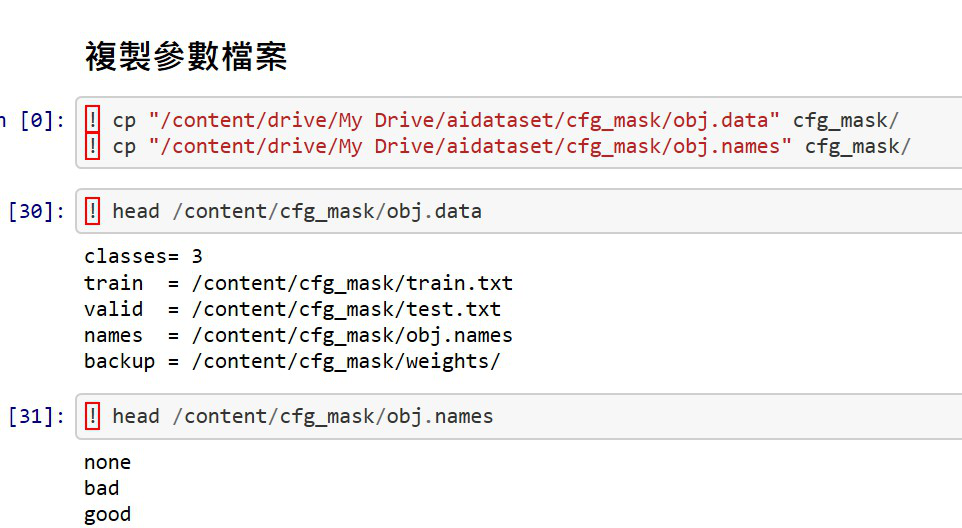 複製參數檔案
n [0]: ! cp "/content/drive/My Drive/aidataset/cfg_mask/obj.data" cfg_mask/
! cp "/content/drive/My Drive/aidataset/cfg_mask/obj.names" cfg_mask/
[30]: ! head /content/cfg_mask/obj.data
classes= 3
train  = /content/cfg_mask/train.txt
valid  = /content/cfg_mask/test.txt
names  = /content/cfg_mask/obj.names
backup = /content/cfg_mask/weights/
[31]: ! head /content/cfg_mask/obj.names
none
bad
good